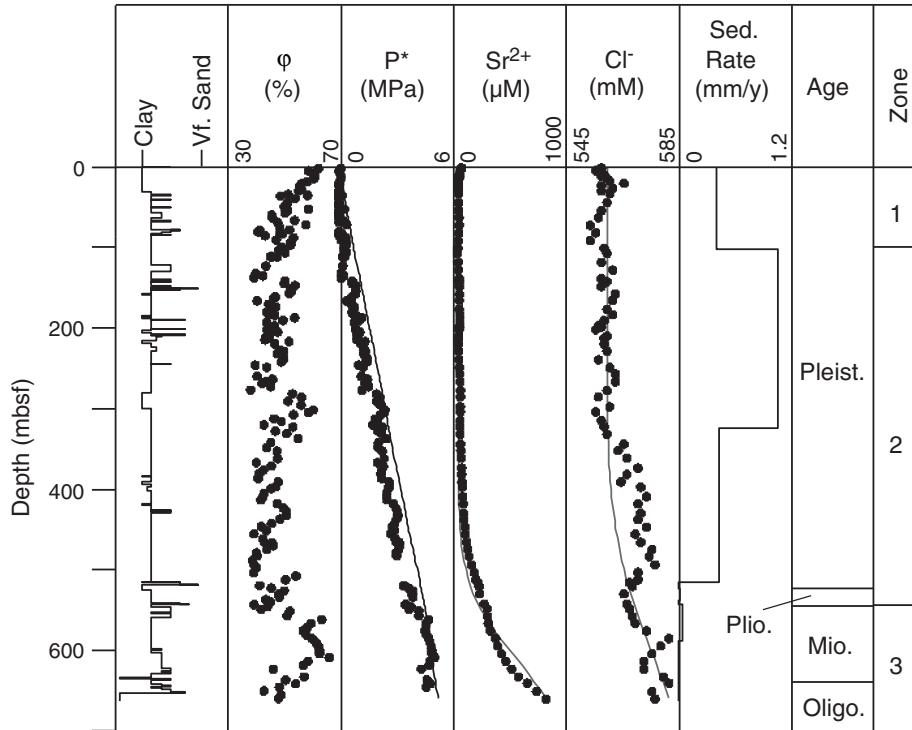 Clay
Vf. Sand
φ
(%)
30
70
P*
(MPa)
0
6
Sr²⁺
(μM)
0
1000
Cl⁻
(mM)
545
585
Sed.
Rate
(mm/y)
0
1.2
Age
Zone
Depth (mbsf)
0
200
400
600
Pleist.
Plio.
Mio.
Oligo.
1
2
3